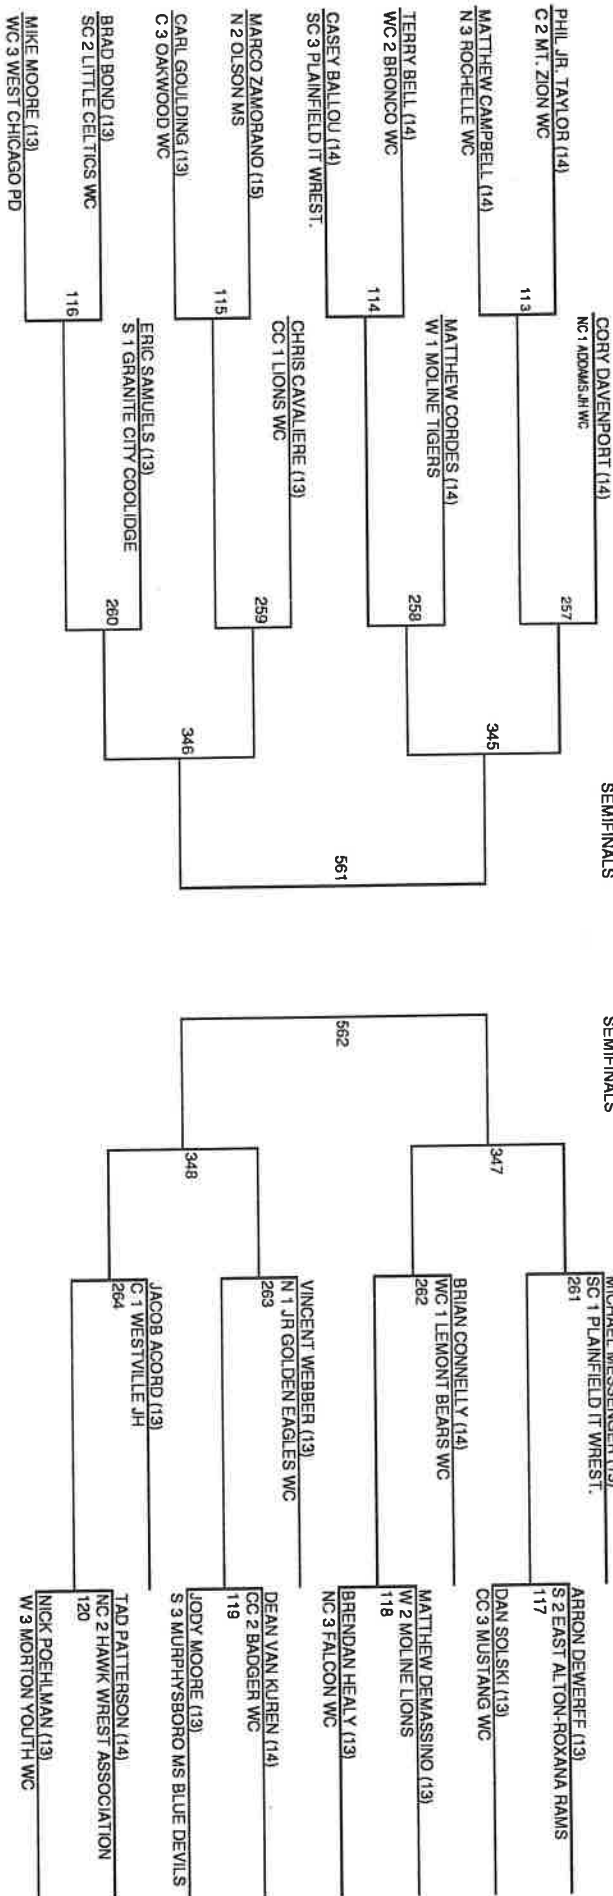 SEMIFINALS
SEMIFINALS
CORY DAVENPORT (14)
NC 1 ADDAMS JH WC
257
PHIL JR. TAYLOR (14)
C 2 MT. ZION WC
113
MATTHEW CAMPBELL (14)
N 3 ROCHELLE WC
345
MATTHEW CORDES (14)
W 1 MOLINE TIGERS
258
TERRY BELL (14)
WC 2 BRONCO WC
114
CASEY BALLOU (14)
SC 3 PLAINFIELD IT WREST.
561
CHRIS CAVALIERE (13)
CC 1 LIONS WC
259
MARCO ZAMORANO (15)
N 2 OLSON MS
115
CARL GOULDING (13)
C 3 OAKWOOD WC
346
ERIC SAMUELS (13)
S 1 GRANITE CITY COOLIDGE
260
BRAD BOND (13)
SC 2 LITTLE CELTICS WC
116
MIKE MOORE (13)
WC 3 WEST CHICAGO PD
MICHAEL MESSENGER (13)
SC 1 PLAINFIELD IT WREST.
261
ARRON DEWERFF (13)
S 2 EAST ALTON-ROXANA RAMS
117
DAN SOLSKI (13)
CC 3 MUSTANG WC
347
BRIAN CONNELLY (14)
WC 1 LEMONT BEARS WC
262
MATTHEW DEMASSINO (13)
W 2 MOLINE LIONS
118
BRENDAN HEALY (13)
NC 3 FALCON WC
562
VINCENT WEBBER (13)
N 1 JR GOLDEN EAGLES WC
263
DEAN VAN KUREN (14)
CC 2 BADGER WC
119
JODY MOORE (13)
S 3 MURPHYSBORO MS BLUE DEVILS
348
JACOB ACORD (13)
C 1 WESTVILLE JH
264
TAD PATTERSON (14)
NC 2 HAWK WREST ASSOCIATION
120
NICK POEHLMAN (13)
W 3 MORTON YOUTH WC